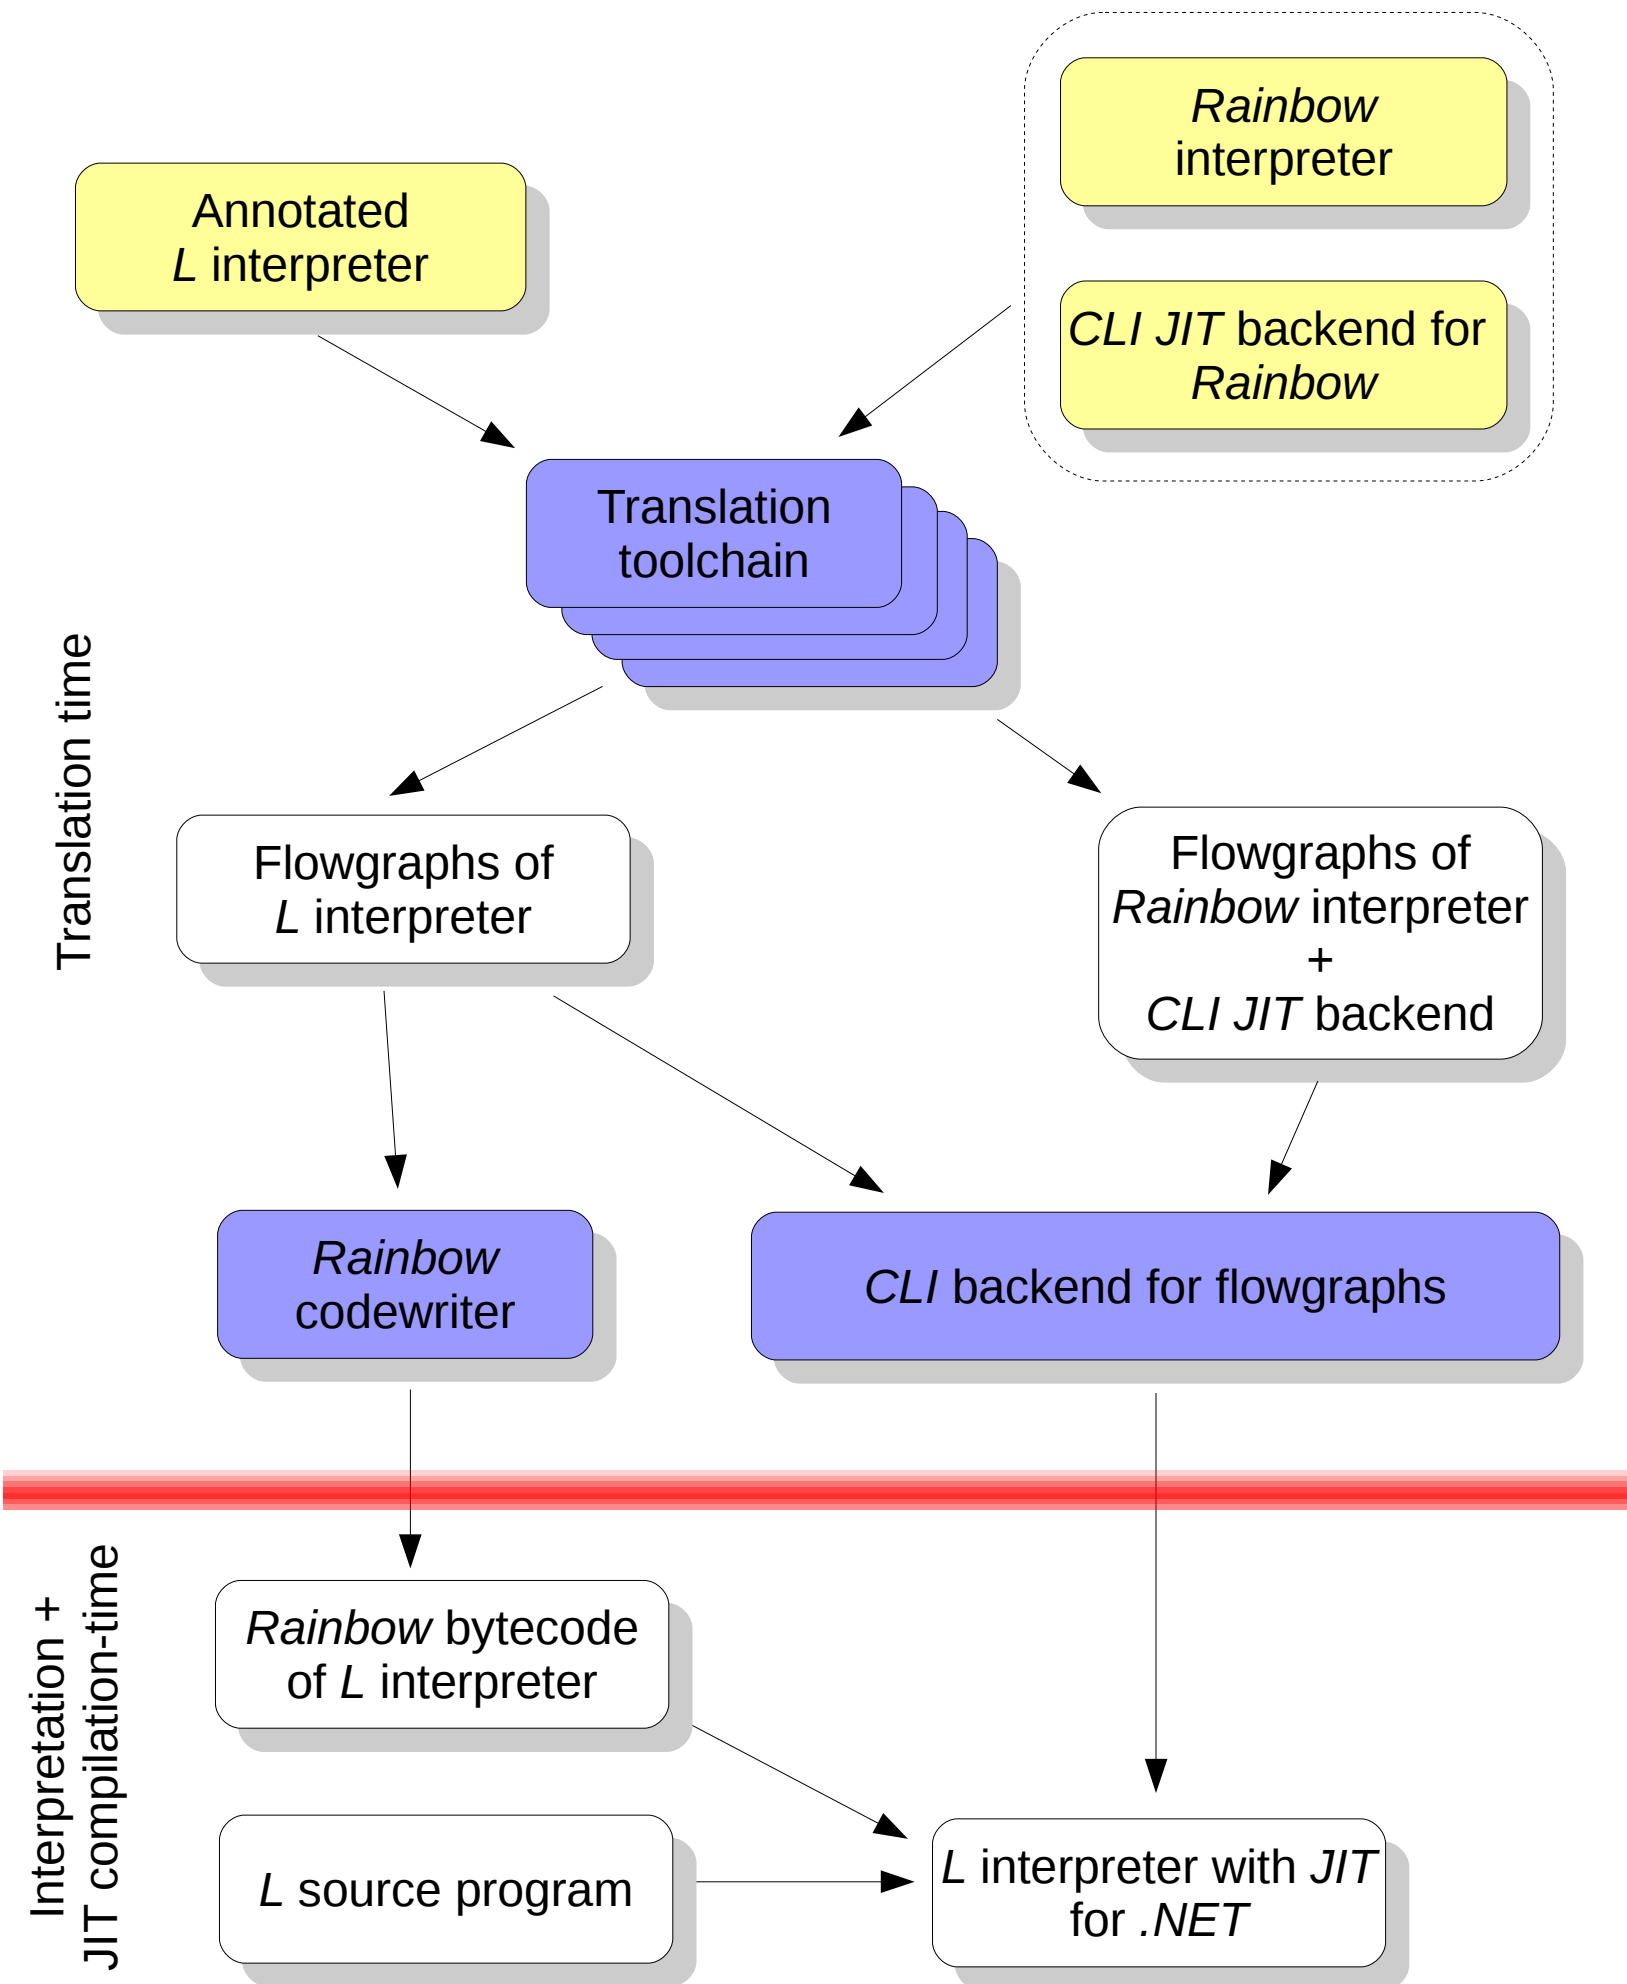 Rainbow
interpreter
Annotated
L interpreter
CLI JIT backend for
Rainbow
Translation
toolchain
Translation time
Flowgraphs of
L interpreter
Flowgraphs of
Rainbow interpreter
+
CLI JIT backend
Rainbow
codewriter
CLI backend for flowgraphs
Interpretation +
JIT compilation-time
Rainbow bytecode
of L interpreter
L source program
L interpreter with JIT
for .NET